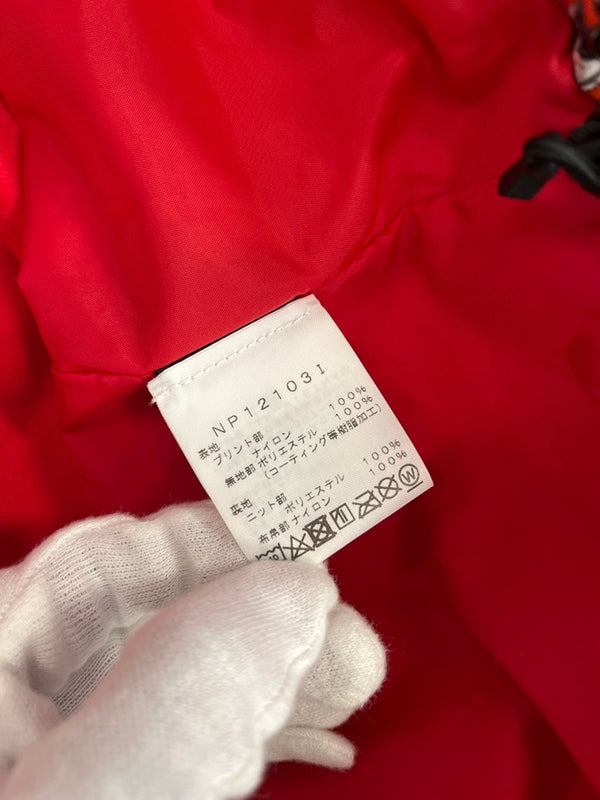 NP12103I
表地
プリント部
ナイロン 100%
無地部 ポリエステル 100%
(コーティング等樹脂加工)
裏地
ニット部
ポリエステル 100%
布帛部 ナイロン 100%
W